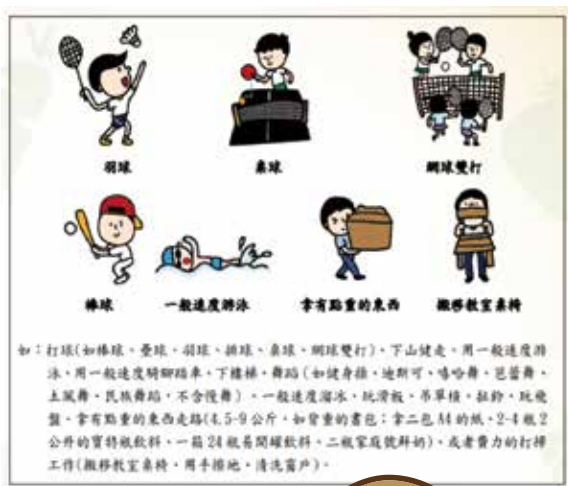 羽球
桌球
網球雙打
棒球
一般速度游泳
拿有點重的東西
搬移教室桌椅
如：打球(如棒球、壘球、羽球、排球、桌球、網球雙打)、下山健走、用一般速度游
泳、用一般速度騎腳踏車、下樓梯、舞蹈(如健身操、迪斯可、嘻哈舞、芭蕾舞、
土風舞、民族舞蹈，不含慢舞)、一般速度溜冰、玩滑板、吊單槓、拉鈴、玩飛
盤、拿有點重的東西走路(4.5-9公斤，如背重的書包；拿二包A4的紙、2-4瓶2
公升的寶特瓶飲料、一箱24瓶易開罐飲料、二瓶家庭號鮮奶)、或者費力的打掃
工作(搬移教室桌椅、用手擦地、清洗窗戶)。